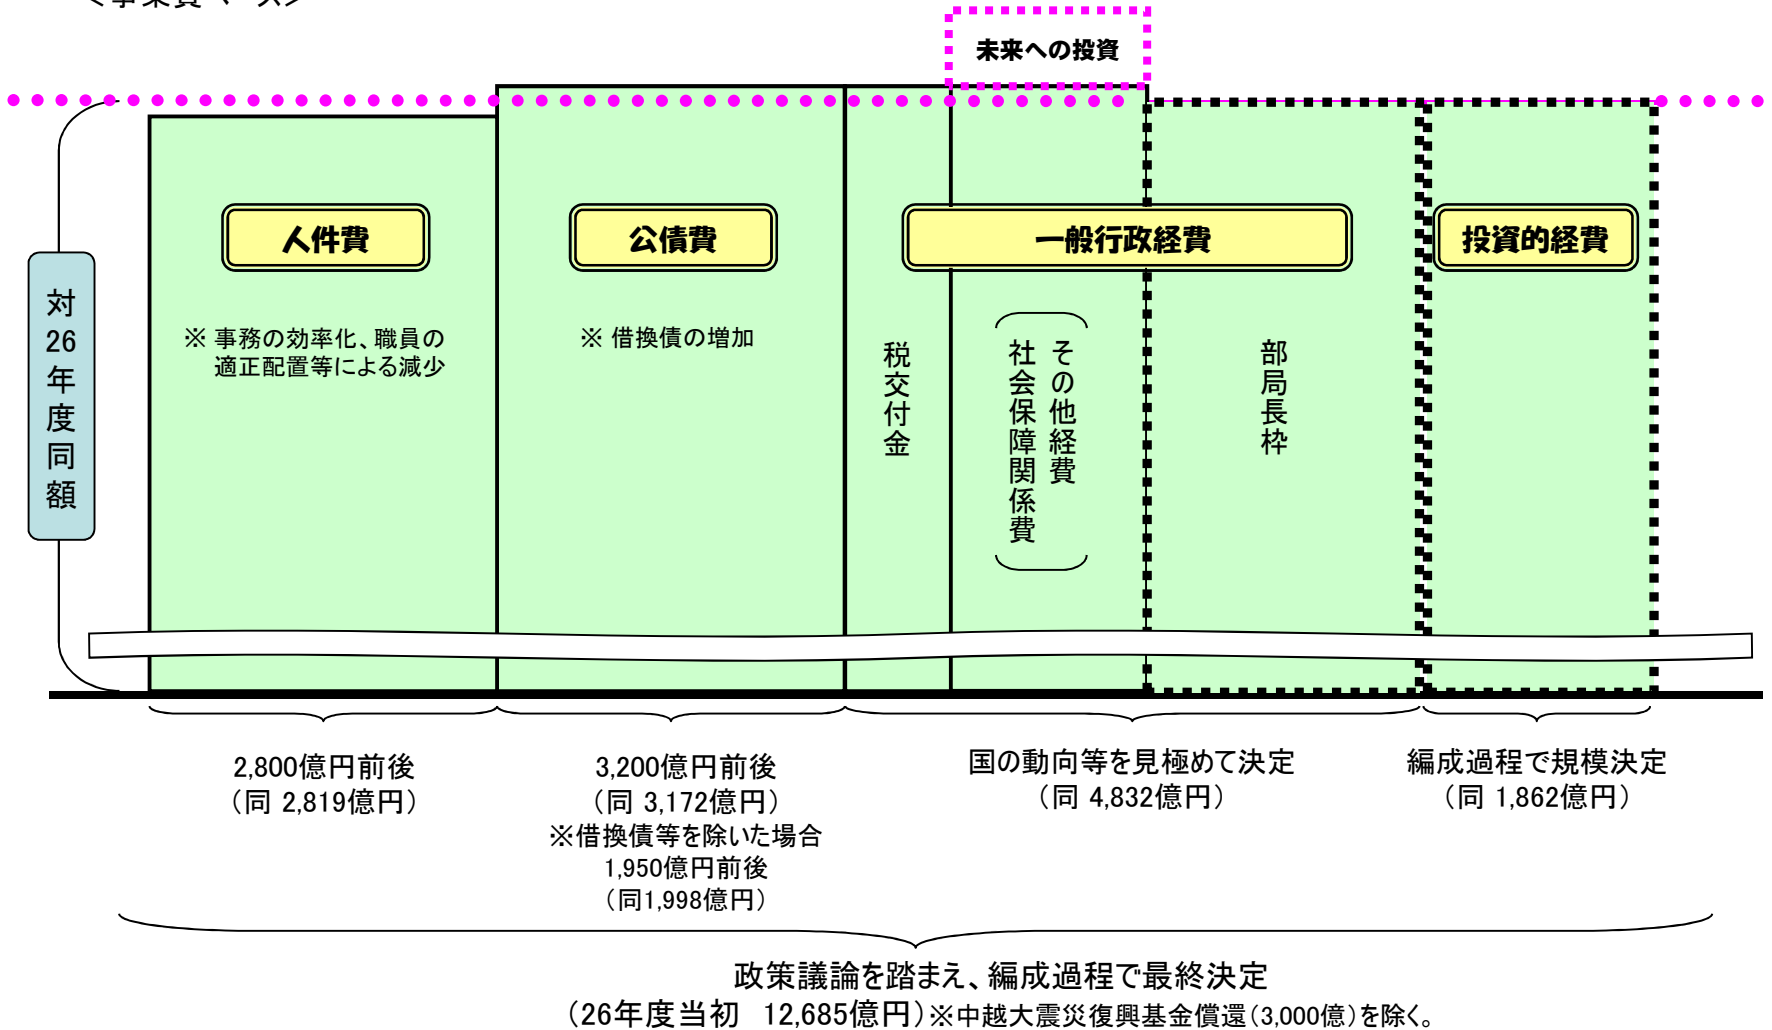 未来への投資
対26年度同額
人件費
公債費
一般行政経費
投資的経費
※ 事務の効率化、職員の
適正配置等による減少
※ 借換債の増加
税交付金
その他経費
社会保障関係費
部局長枠
2,800億円前後
（同 2,819億円）
3,200億円前後
（同 3,172億円）
※借換債等を除いた場合
1,950億円前後
（同1,998億円）
国の動向等を見極めて決定
（同 4,832億円）
編成過程で規模決定
（同 1,862億円）
政策議論を踏まえ、編成過程で最終決定
（26年度当初　12,685億円）※中越大震災復興基金償還（3,000億）を除く。